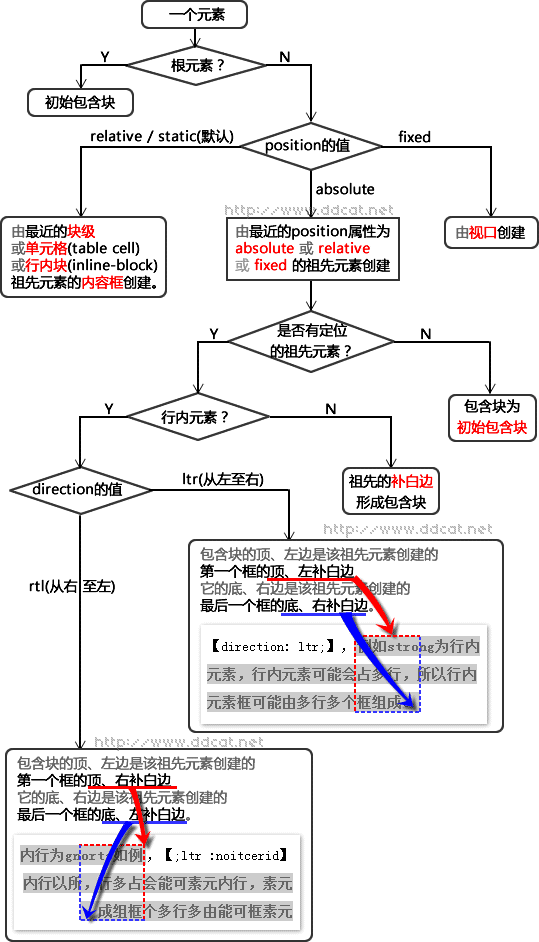 一个元素
根元素？
Y
N
初始包含块
position的值
relative / static(默认)
fixed
absolute
http://www.ddcat.net
由最近的块级
或单元格(table cell)
或行内块(inline-block)
祖先元素的内容框创建。
由最近的position属性为
absolute 或 relative
或 fixed 的祖先元素创建
由视口创建
是否有定位
的祖先元素？
Y
N
包含块为
初始包含块
行内元素？
Y
N
祖先的补白边
形成包含块
direction的值
ltr(从左至右)
http://www.ddcat.net
包含块的顶、左边是该祖先元素创建的
第一个框的顶、左补白边
它的底、右边是该祖先元素创建的
最后一个框的底、右补白边。
【direction: ltr;】，例如strong为行内
元素，行内元素可能会占多行，所以行内
元素框可能由多行多个框组成
rtl(从右至左)
http://www.ddcat.net
包含块的顶、左边是该祖先元素创建的
第一个框的顶、右补白边
它的底、右边是该祖先元素创建的
最后一个框的底、左补白边。
内行为gnorts如例，【;ltr :noitcerid】
内行以所，行多占会能可素元内行，素元
成组框个多行多由能可框素元